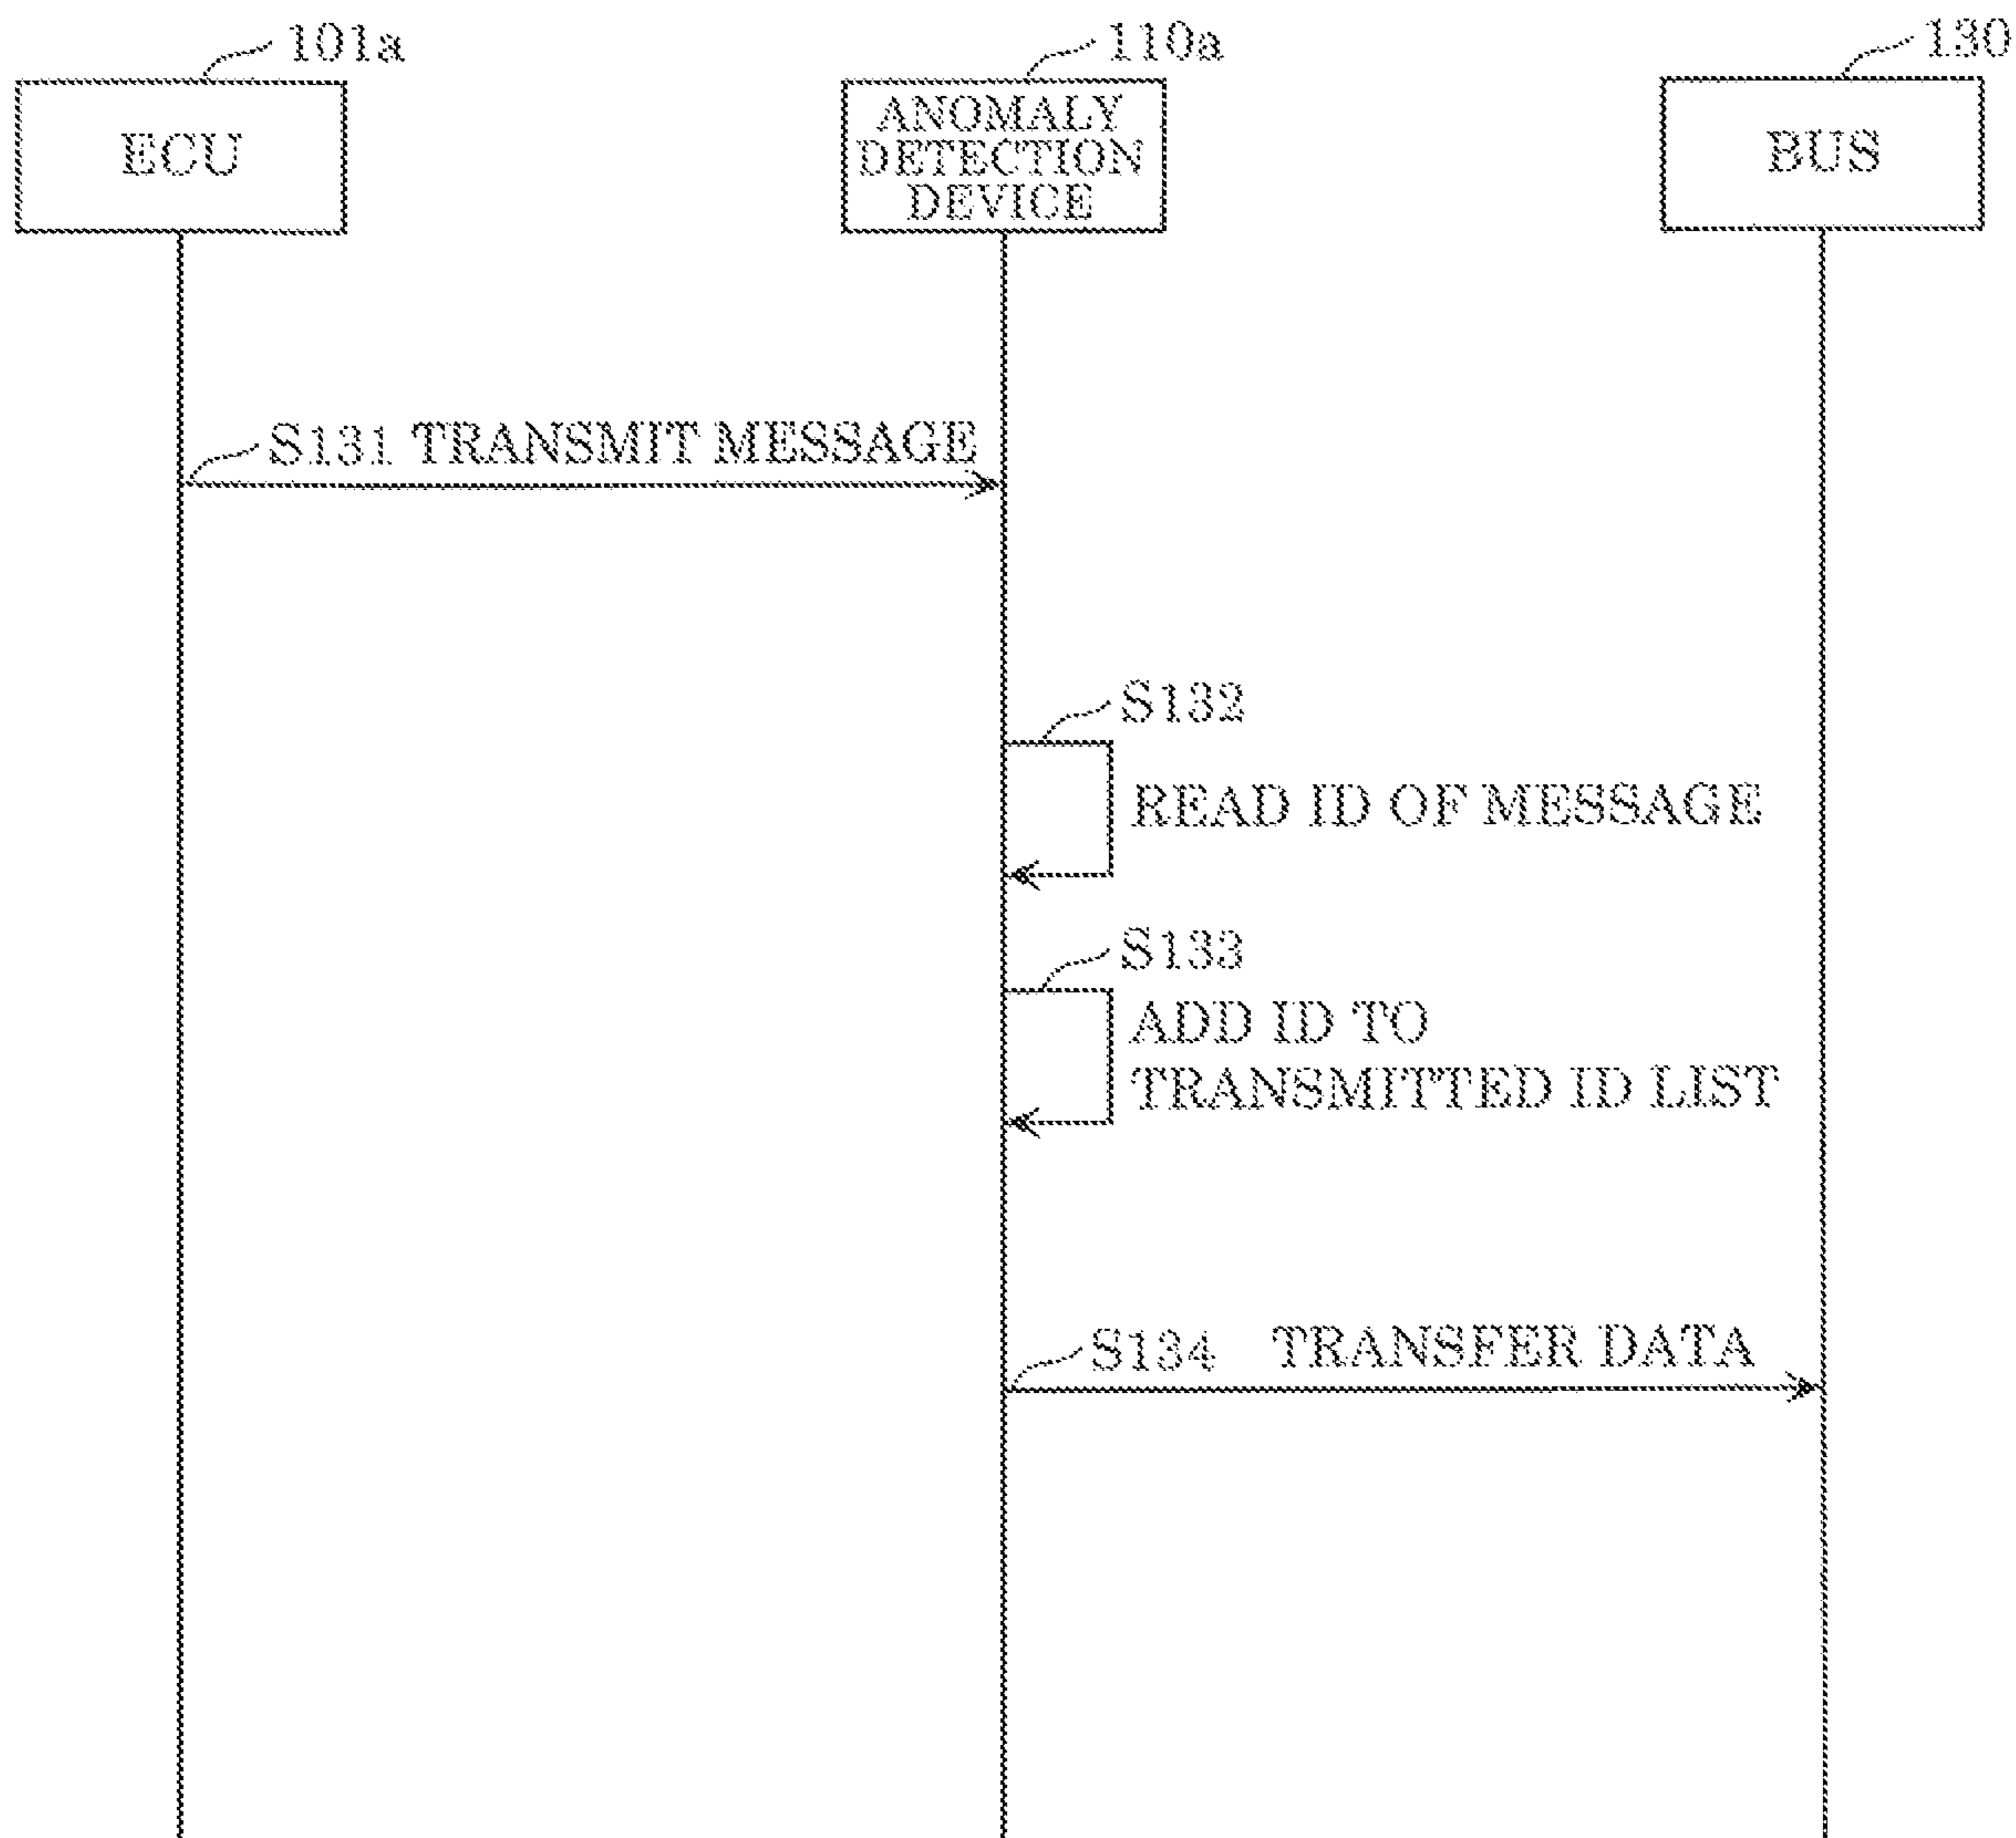 101a
110a
130
ECU
ANOMALY
DETECTION
DEVICE
BUS
S131 TRANSMIT MESSAGE
S132
READ ID OF MESSAGE
S133
ADD ID TO
TRANSMITTED ID LIST
S134 TRANSFER DATA